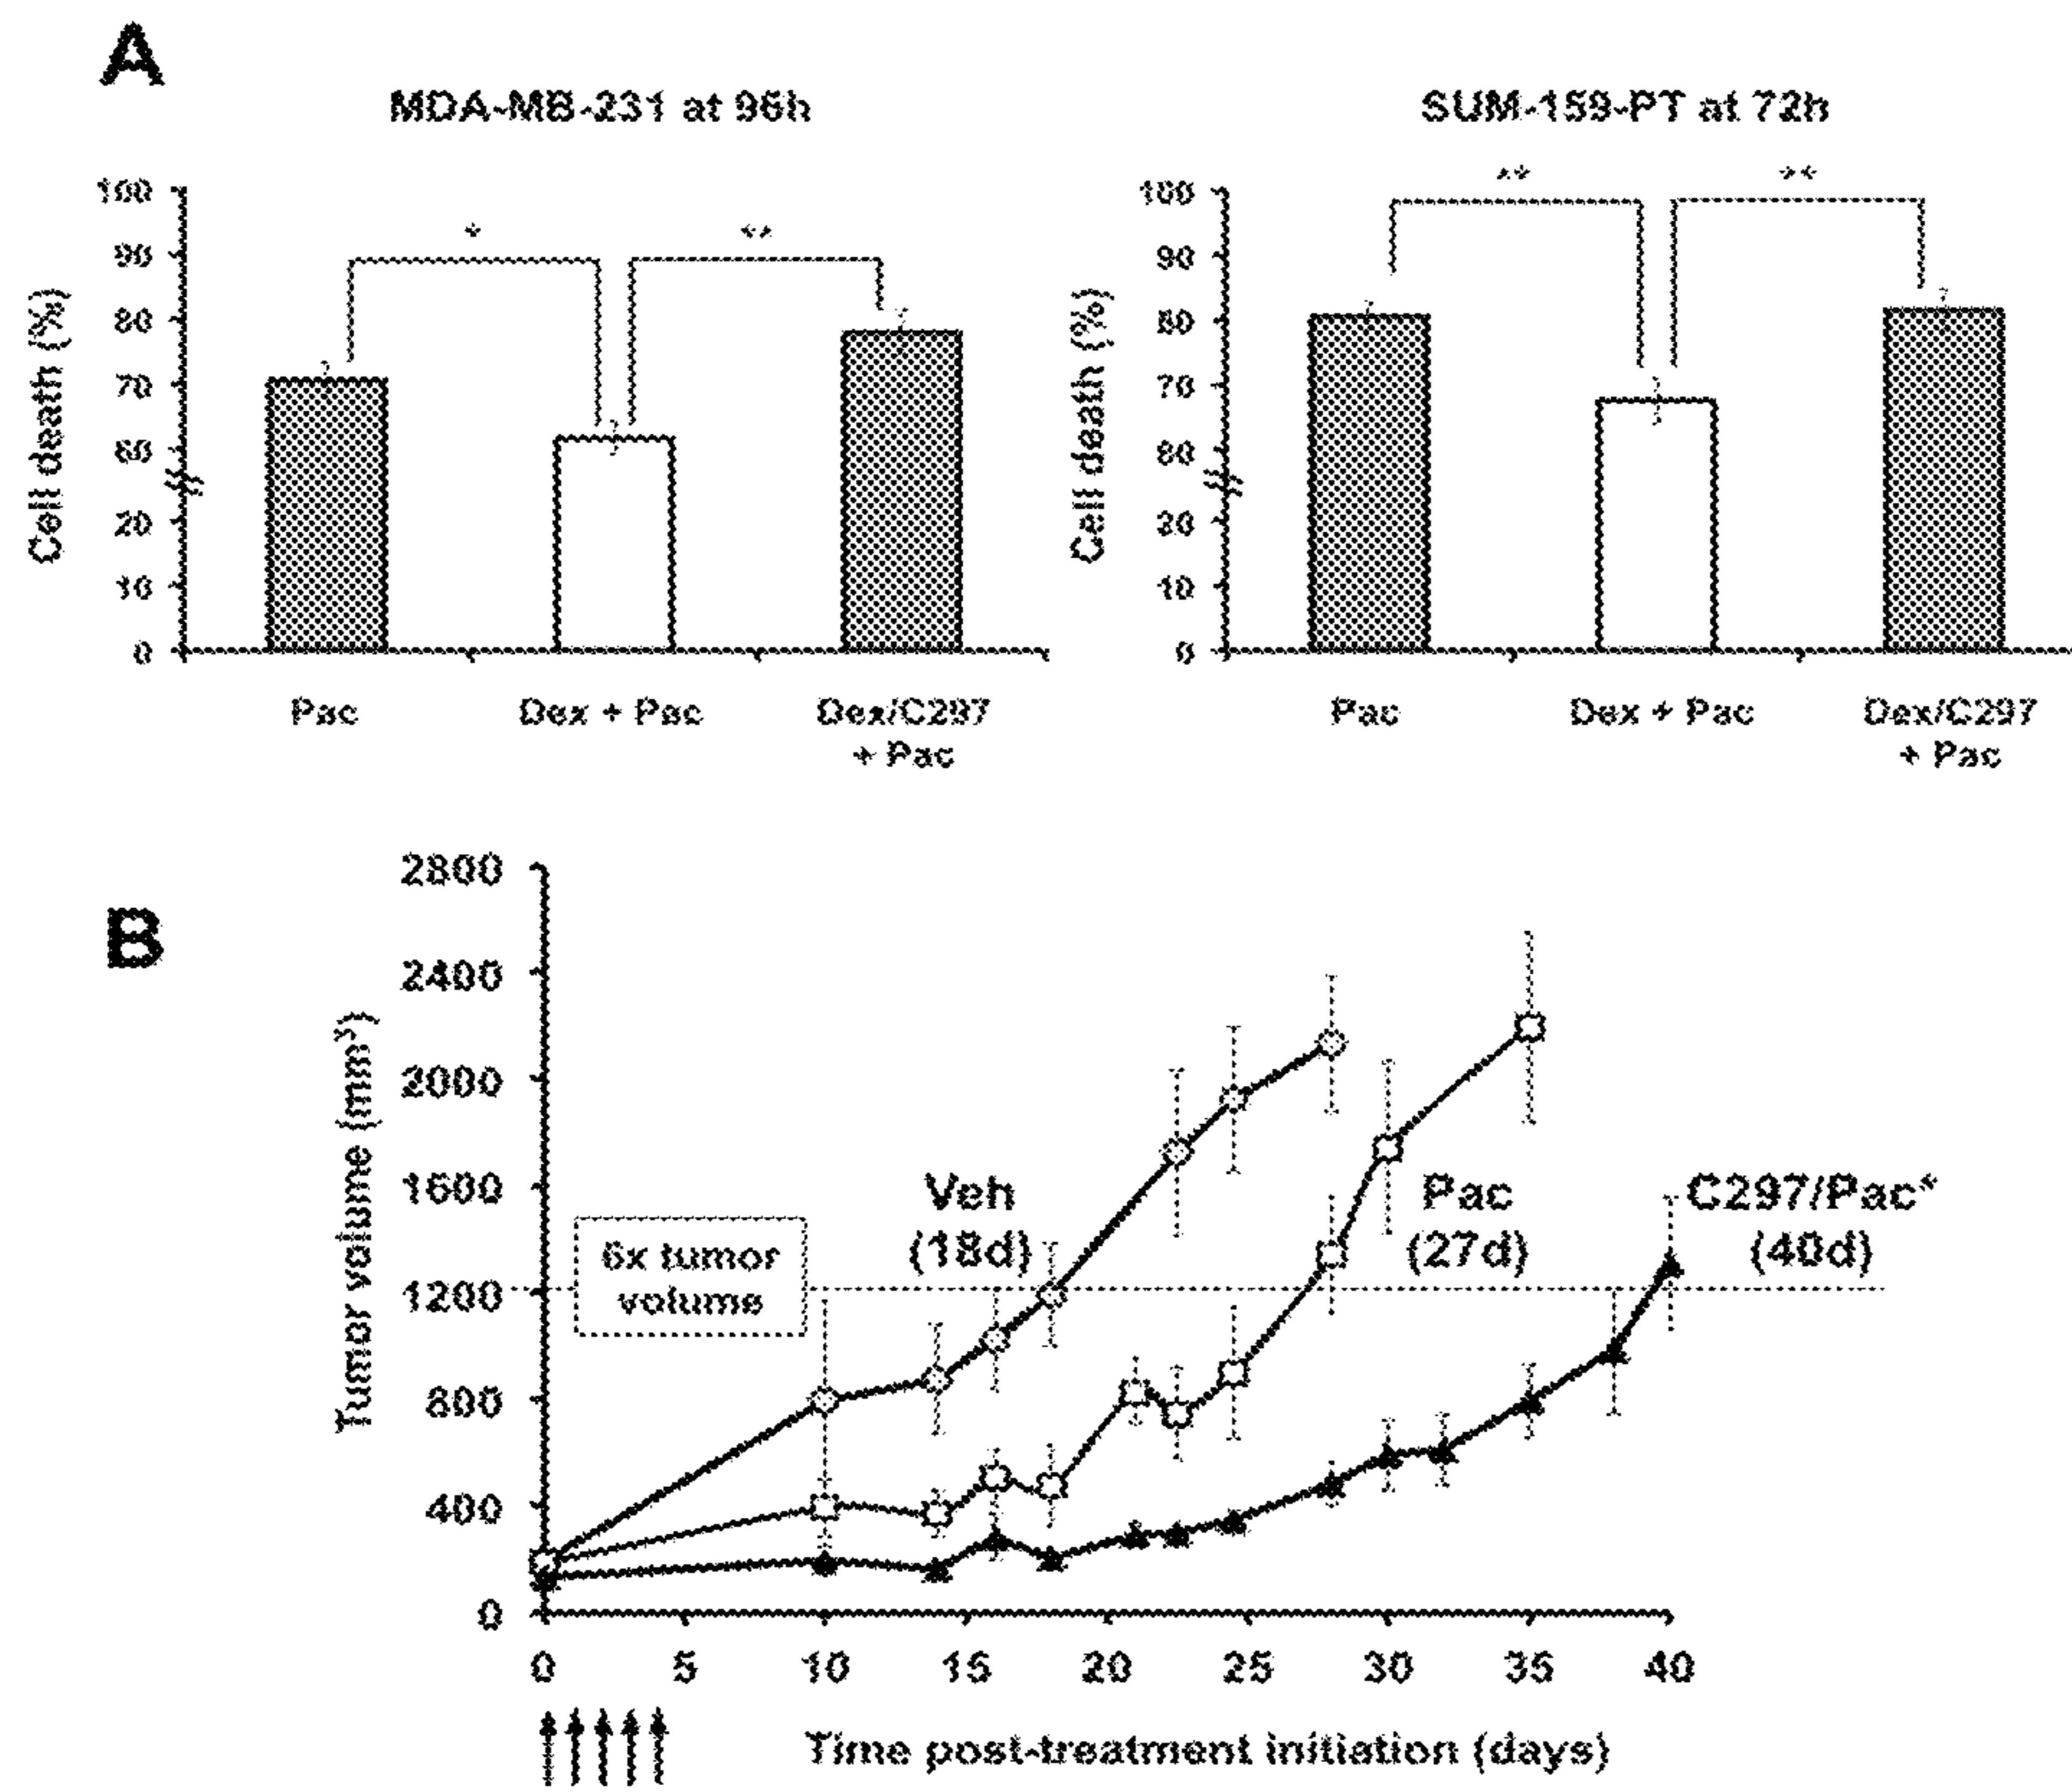 A
MDA-MB-231 at 96h
Cell death (%)
100
90
80
70
60
20
10
0
*
**
Pac
Dex + Pac
Dex/C297
+ Pac
SUM-159-PT at 72h
Cell death (%)
100
90
80
70
60
20
10
0
**
**
Pac
Dex + Pac
Dex/C297
+ Pac
B
Tumor volume (mm³)
2800
2400
2000
1600
1200
800
400
0
6x tumor
volume
Veh
(18d)
Pac
(27d)
C297/Pac*
(40d)
0 5 10 15 20 25 30 35 40
Time post-treatment initiation (days)